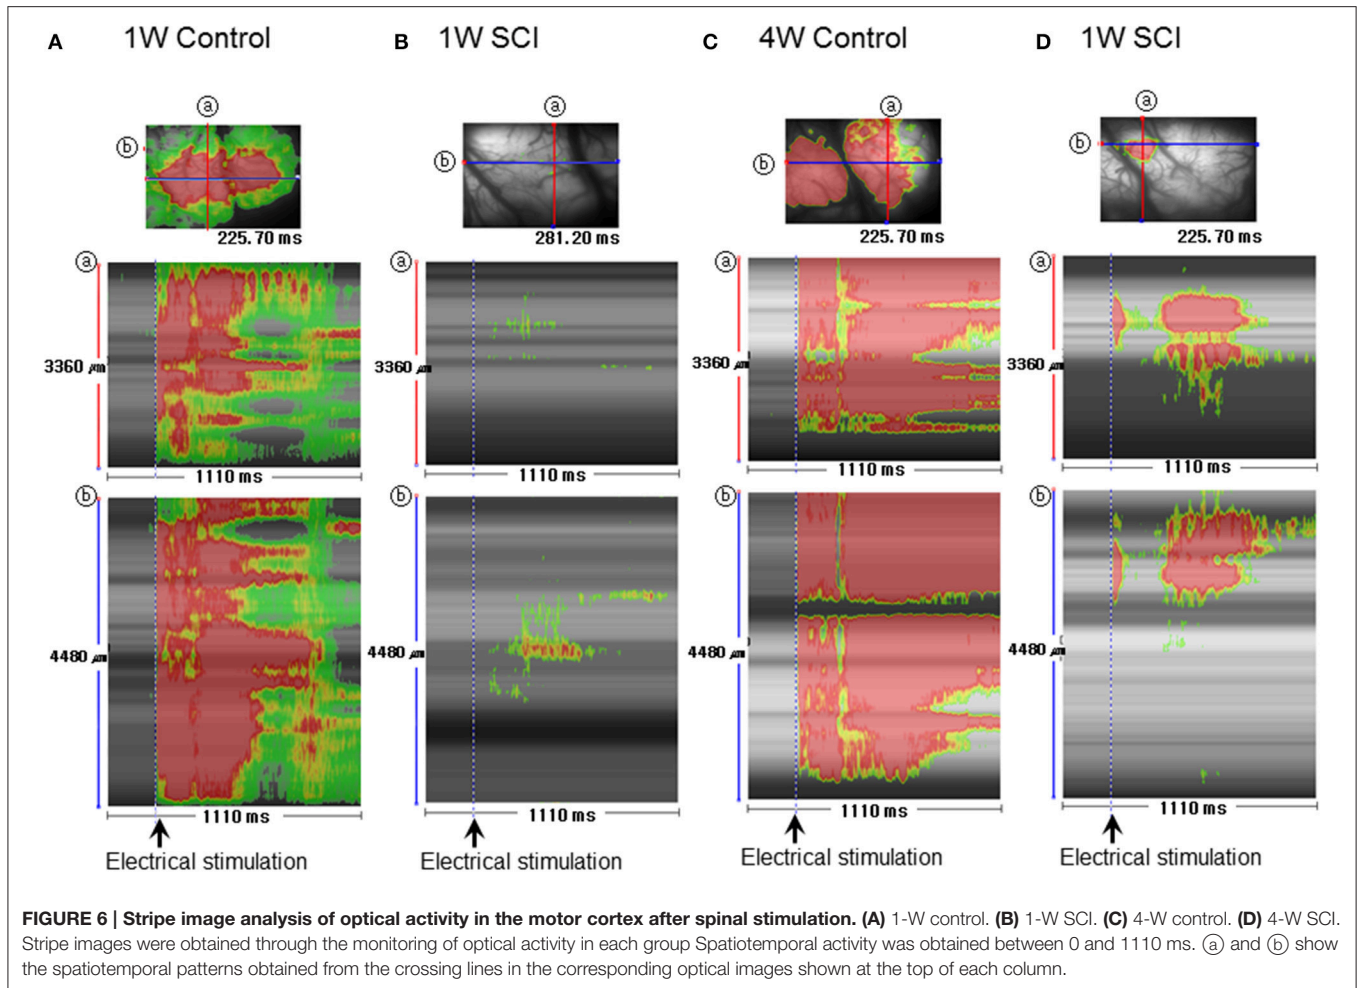 A 1W Control B 1W SCI C 4W Control D 1W SCI
ⓐ ⓐ ⓐ ⓐ
ⓑ ⓑ ⓑ ⓑ
225.70 ms 281.20 ms 225.70 ms 225.70 ms
ⓐ ⓐ ⓐ ⓐ
3360 µm 3360 µm 3360 µm 3360 µm
1110 ms 1110 ms 1110 ms 1110 ms
ⓑ ⓑ ⓑ ⓑ
4480 µm 4480 µm 4480 µm 4480 µm
1110 ms 1110 ms 1110 ms 1110 ms
Electrical stimulation Electrical stimulation Electrical stimulation Electrical stimulation
FIGURE 6 | Stripe image analysis of optical activity in the motor cortex after spinal stimulation. (A) 1-W control. (B) 1-W SCI. (C) 4-W control. (D) 4-W SCI.
Stripe images were obtained through the monitoring of optical activity in each group Spatiotemporal activity was obtained between 0 and 1110 ms. ⓐ and ⓑ show
the spatiotemporal patterns obtained from the crossing lines in the corresponding optical images shown at the top of each column.